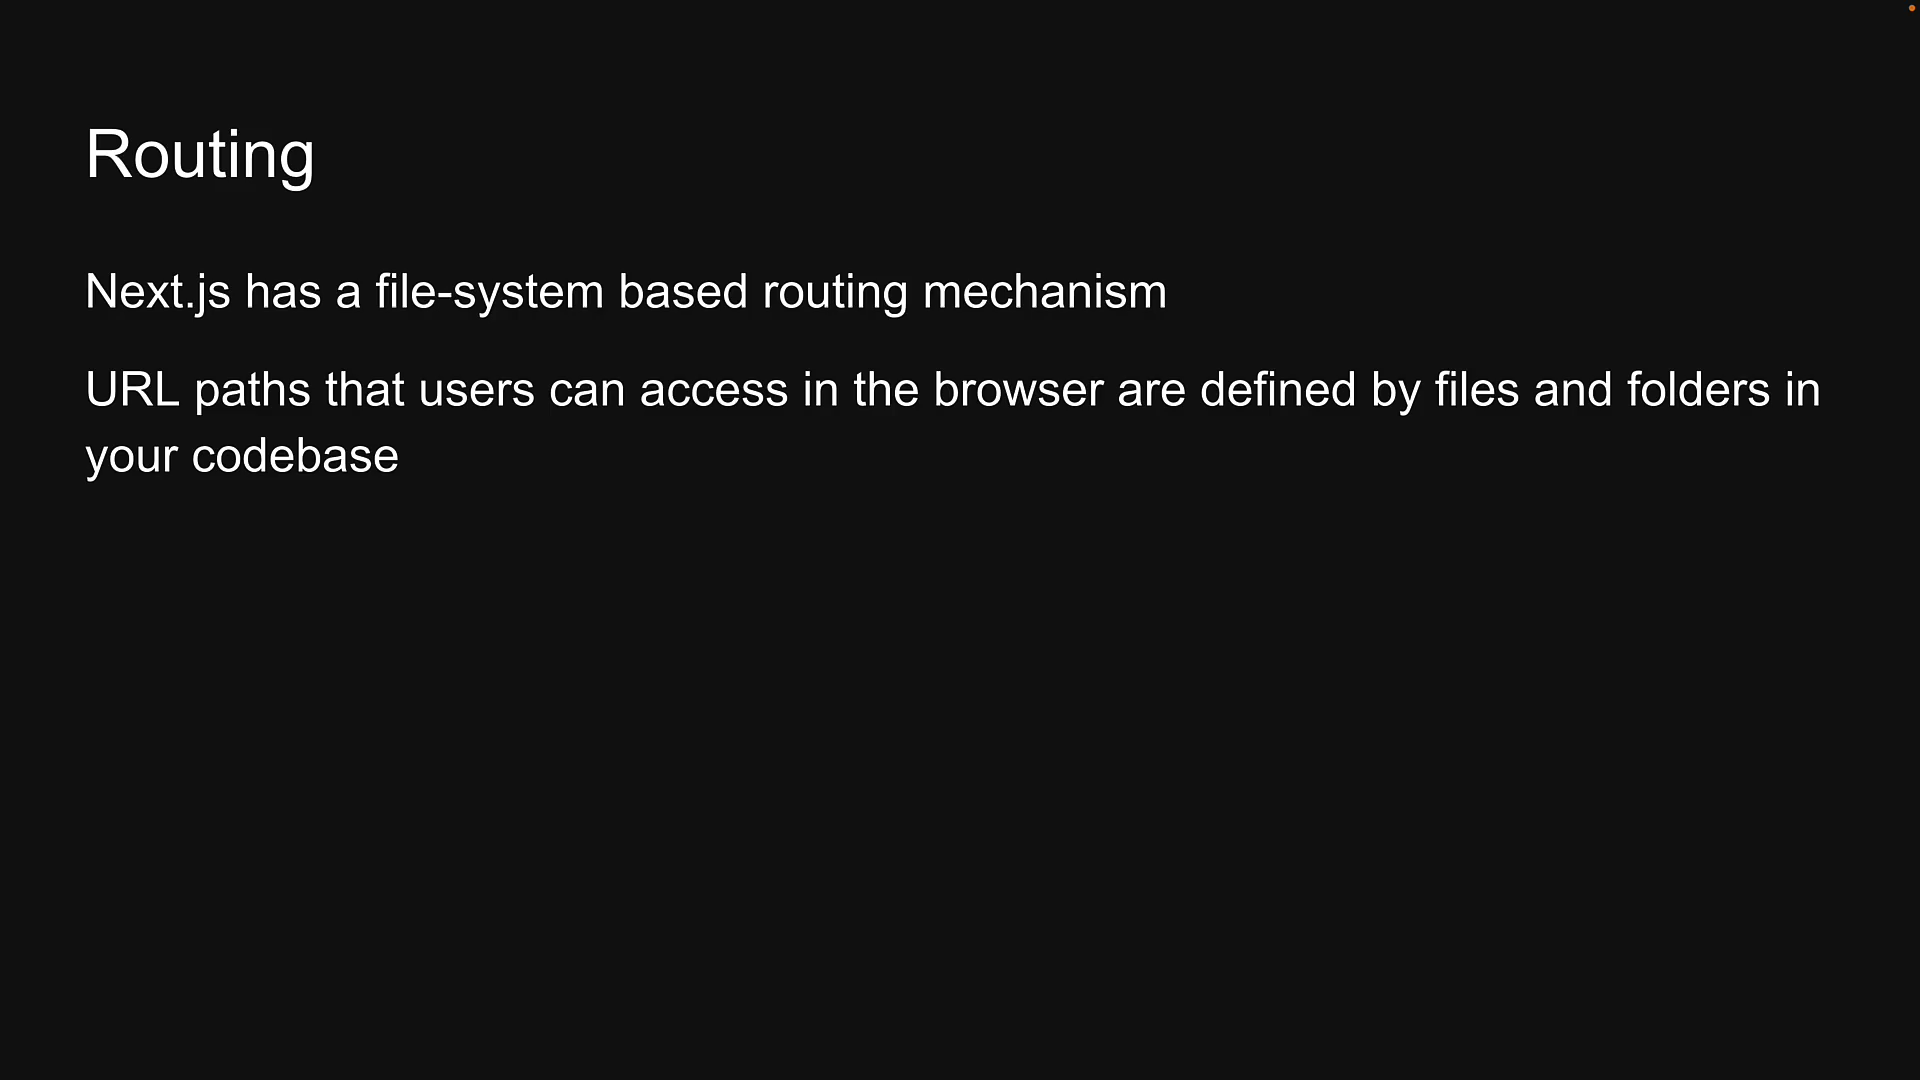 Routing
Next.js has a file-system based routing mechanism
URL paths that users can access in the browser are defined by files and folders in
your codebase